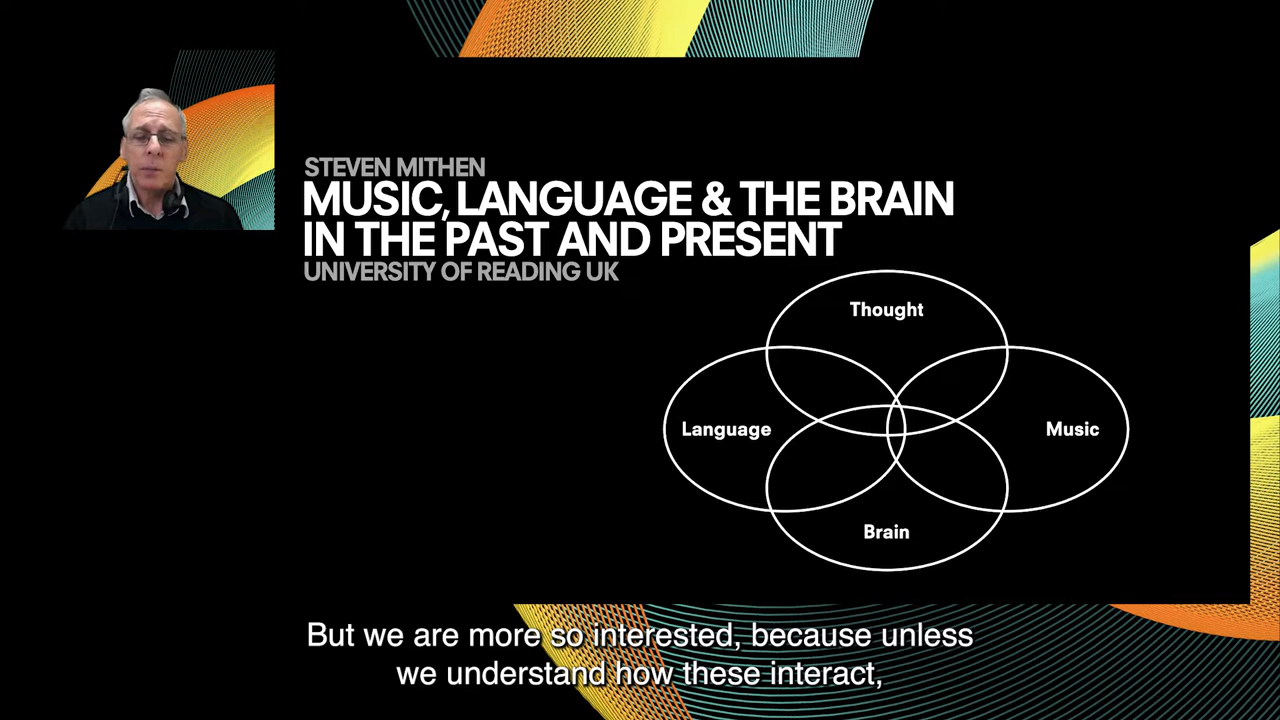 STEVEN MITHEN
MUSIC, LANGUAGE & THE BRAIN
IN THE PAST AND PRESENT
UNIVERSITY OF READING UK
Thought
Language
Music
Brain
But we are more so interested, because unless
we understand how these interact,